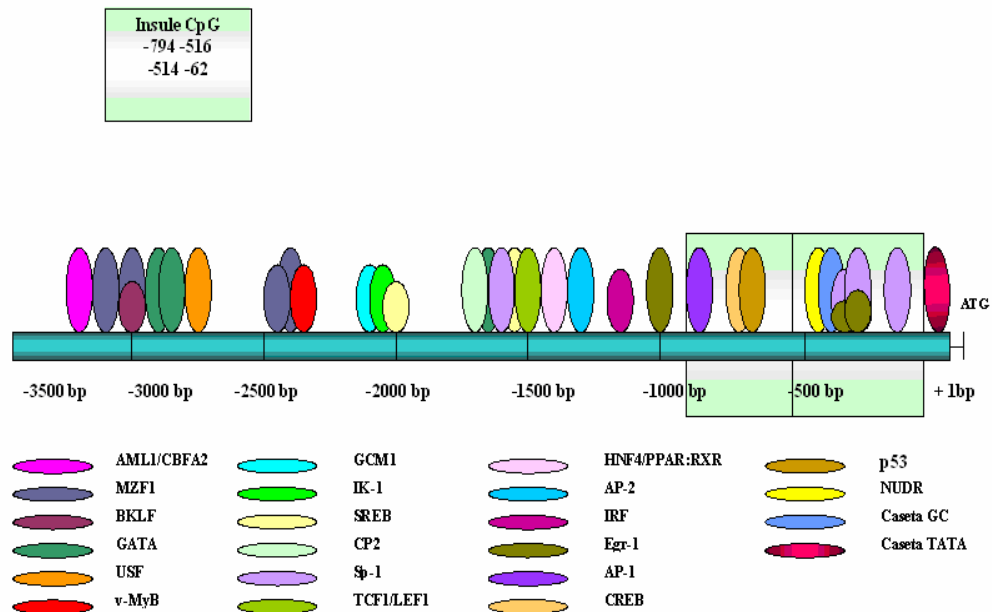 Insule CpG
-794 -516
-514 -62
ATG
-3500 bp
-3000 bp
-2500 bp
-2000 bp
-1500 bp
-1000 bp
-500 bp
+ 1bp
AML1/CBFA2
MZF1
BKLF
GATA
USF
v-MyB
GCM1
IK-1
SREB
CP2
Sp-1
TCF1/LEF1
HNF4/PPAR:RXR
AP-2
IRF
Egr-1
AP-1
CREB
p53
NUDR
Caseta GC
Caseta TATA